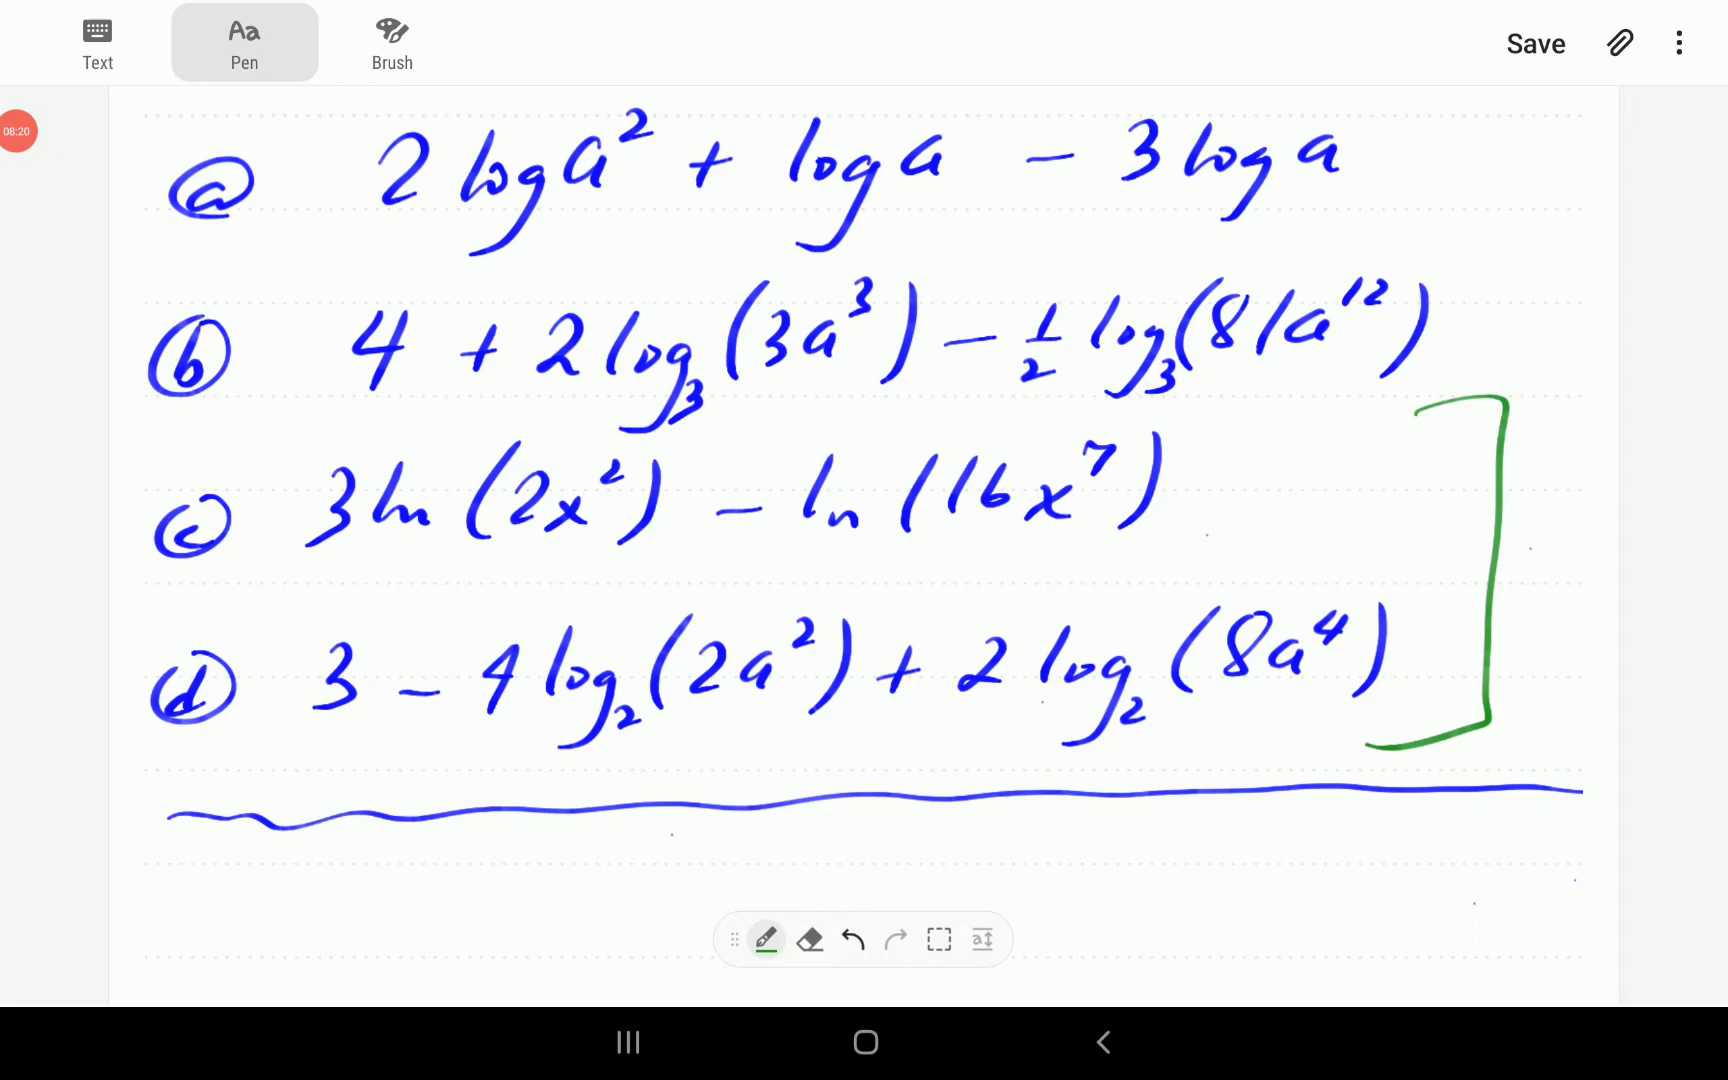 Text Pen Brush Save
08:20
ⓐ 2 log a² + log a − 3 log a
ⓑ 4 + 2 log₃ (3a³) − 1/2 log₃ (81a¹²)
ⓒ 3 ln (2x²) − ln (16x⁷)
ⓓ 3 − 4 log₂ (2a²) + 2 log₂ (8a⁴)